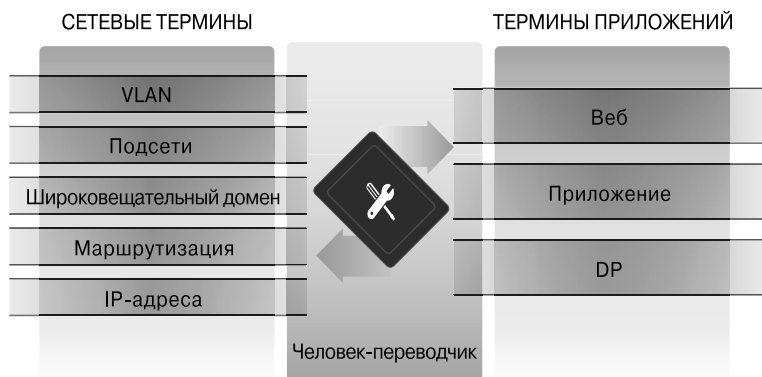 СЕТЕВЫЕ ТЕРМИНЫ
ТЕРМИНЫ ПРИЛОЖЕНИЙ
VLAN
Подсети
Широковещательный домен
Маршрутизация
IP-адреса
Человек-переводчик
Веб
Приложение
DP